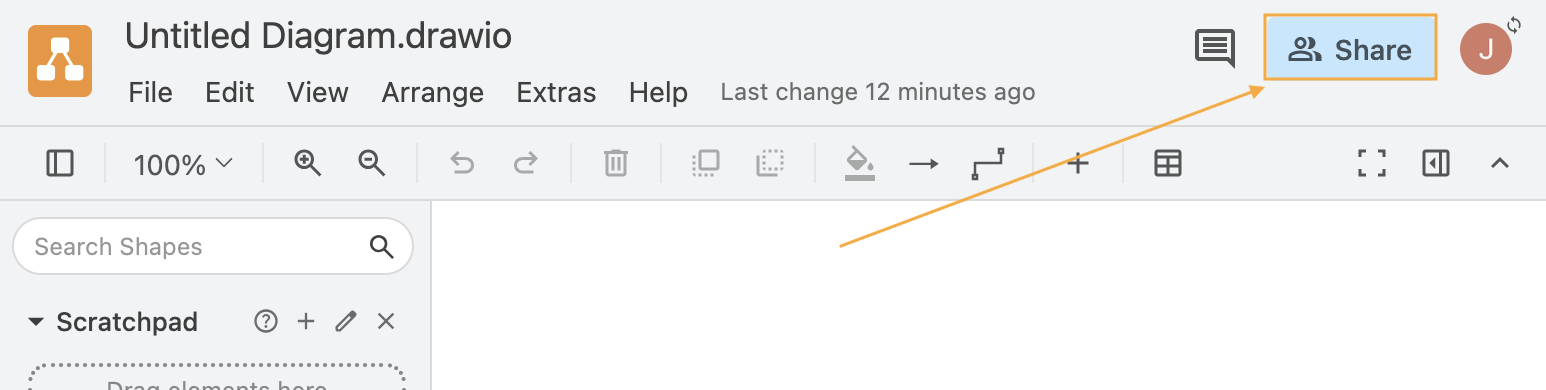 Untitled Diagram.drawio
Share
J
File Edit View Arrange Extras Help Last change 12 minutes ago
100%
Search Shapes
Scratchpad
Drag elements here